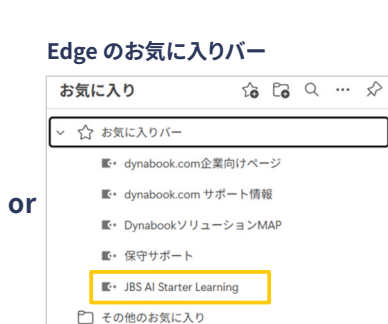 Edge のお気に入りバー
お気に入り
お気に入りバー
dynabook.com企業向けページ
dynabook.com サポート情報
or
DynabookソリューションMAP
保守サポート
JBS AI Starter Learning
その他のお気に入り